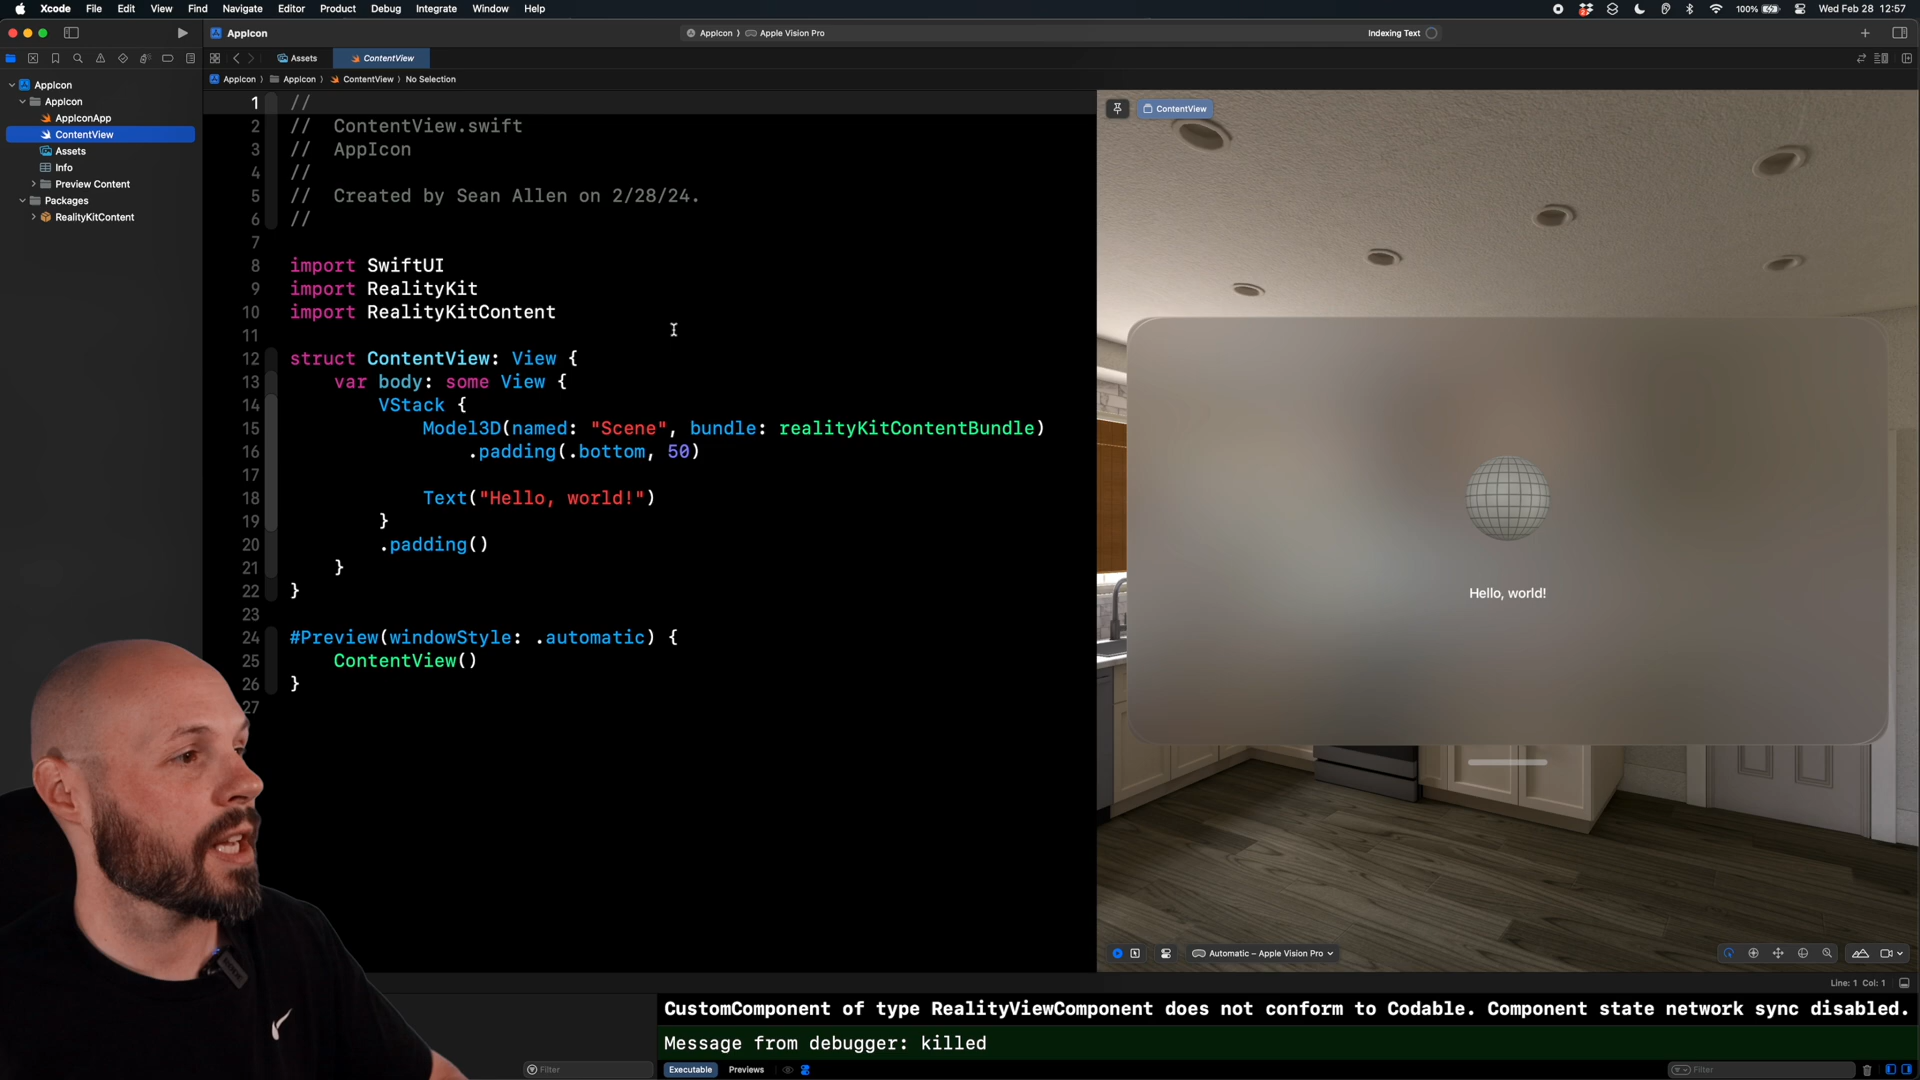 Xcode File Edit View Find Navigate Editor Product Debug Integrate Window Help 100% Wed Feb 28 12:57
AppIcon AppIcon Apple Vision Pro Indexing Text
Assets ContentView
AppIcon AppIcon ContentView No Selection
AppIcon
AppIcon
AppIconApp
ContentView
Assets
Info
Preview Content
Packages
RealityKitContent
1 //
2 // ContentView.swift
3 // AppIcon
4 //
5 // Created by Sean Allen on 2/28/24.
6 //
7
8 import SwiftUI
9 import RealityKit
10 import RealityKitContent
11
12 struct ContentView: View {
13 var body: some View {
14 VStack {
15 Model3D(named: "Scene", bundle: realityKitContentBundle)
16 .padding(.bottom, 50)
17
18 Text("Hello, world!")
19 }
20 .padding()
21 }
22 }
23
24 #Preview(windowStyle: .automatic) {
25 ContentView()
26 }
27
ContentView
Hello, world!
Automatic – Apple Vision Pro
Line: 1 Col: 1
CustomComponent of type RealityViewComponent does not conform to Codable. Component state network sync disabled.
Message from debugger: killed
Filter Executable Previews Filter